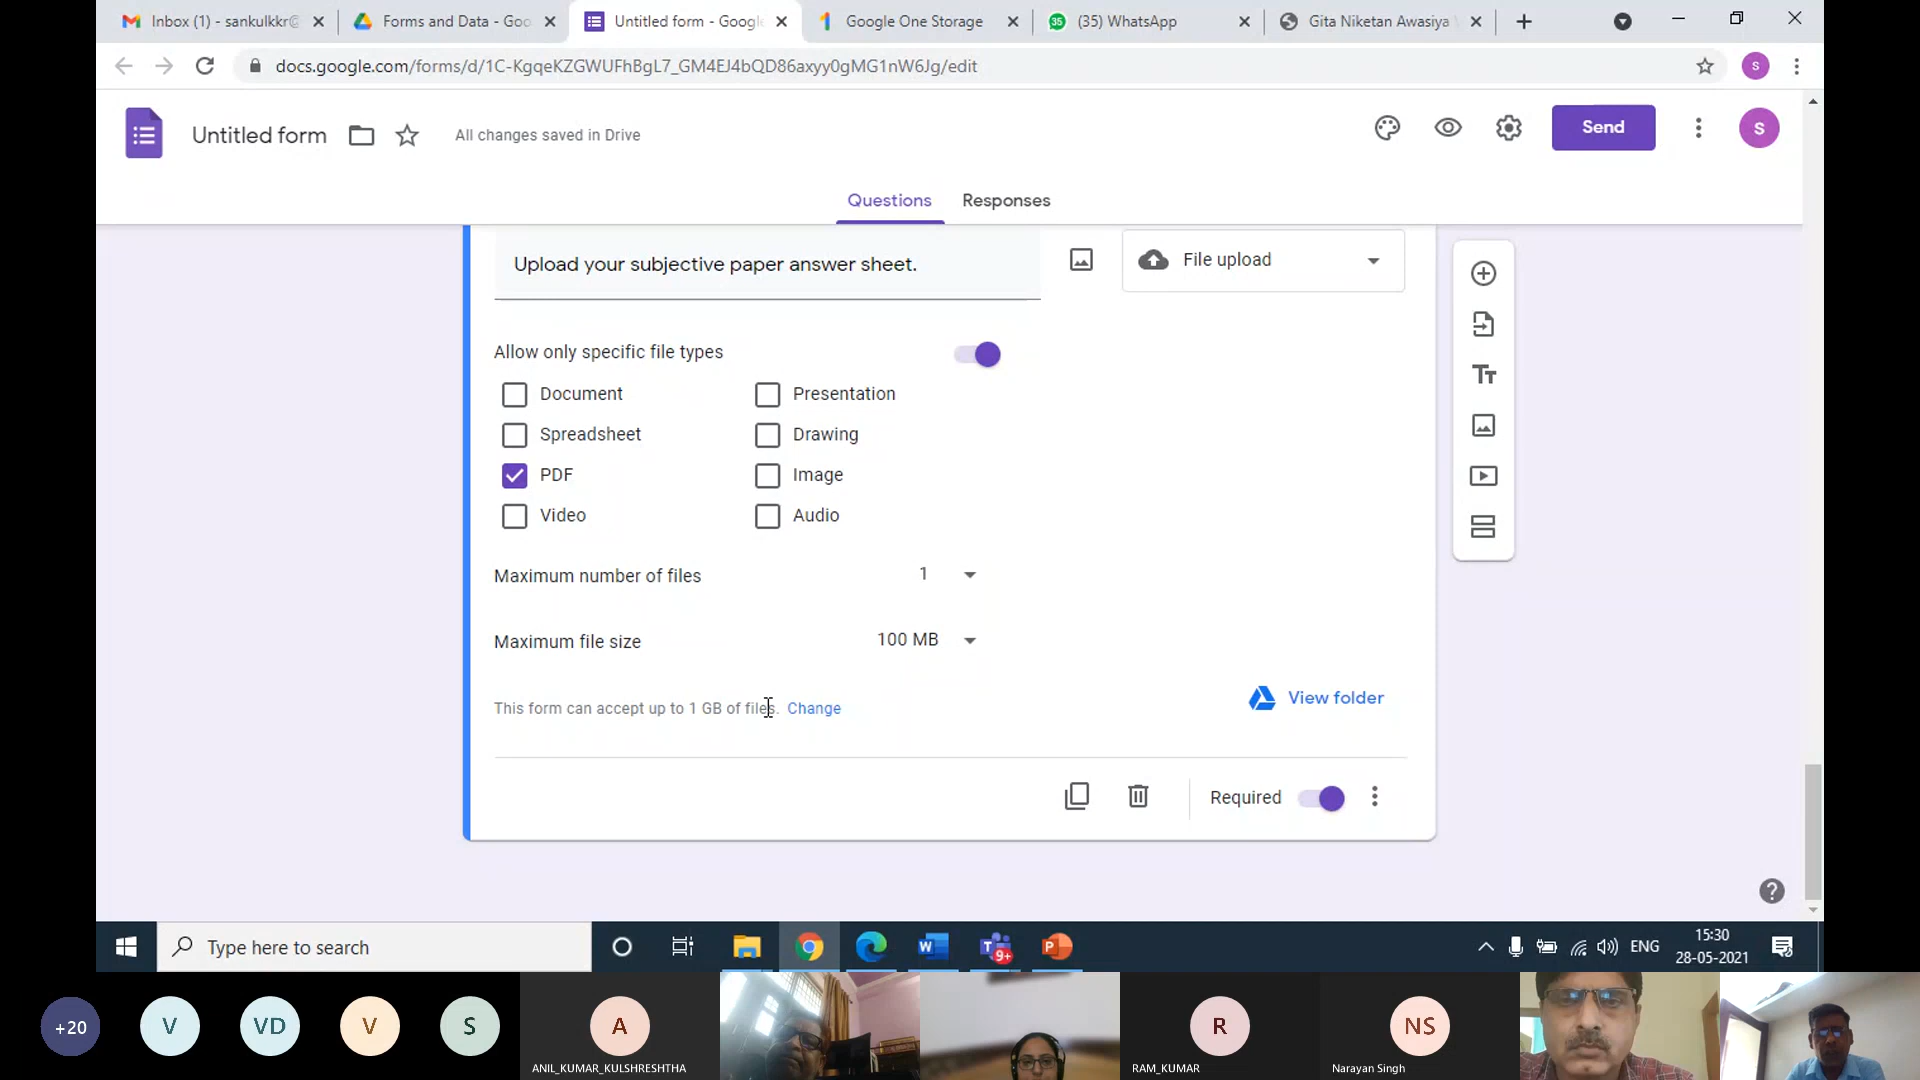 Inbox (1) - sankulkkr@
Forms and Data - Goo
Untitled form - Google
Google One Storage
35
(35) WhatsApp
Gita Niketan Awasiya
docs.google.com/forms/d/1C-KgqeKZGWUFhBgL7_GM4EJ4bQD86axyy0gMG1nW6Jg/edit
S
Untitled form
All changes saved in Drive
Send
S
Questions
Responses
Upload your subjective paper answer sheet.
File upload
Allow only specific file types
Document
Presentation
Spreadsheet
Drawing
PDF
Image
Video
Audio
Maximum number of files
1
Maximum file size
100 MB
This form can accept up to 1 GB of files. Change
View folder
Required
Type here to search
9+
ENG
15:30
28-05-2021
+20
V
VD
V
S
A
ANIL_KUMAR_KULSHRESHTHA
R
RAM_KUMAR
NS
Narayan Singh